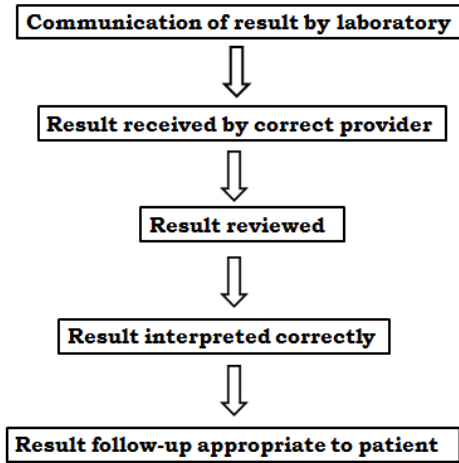 Communication of result by laboratory
Result received by correct provider
Result reviewed
Result interpreted correctly
Result follow-up appropriate to patient